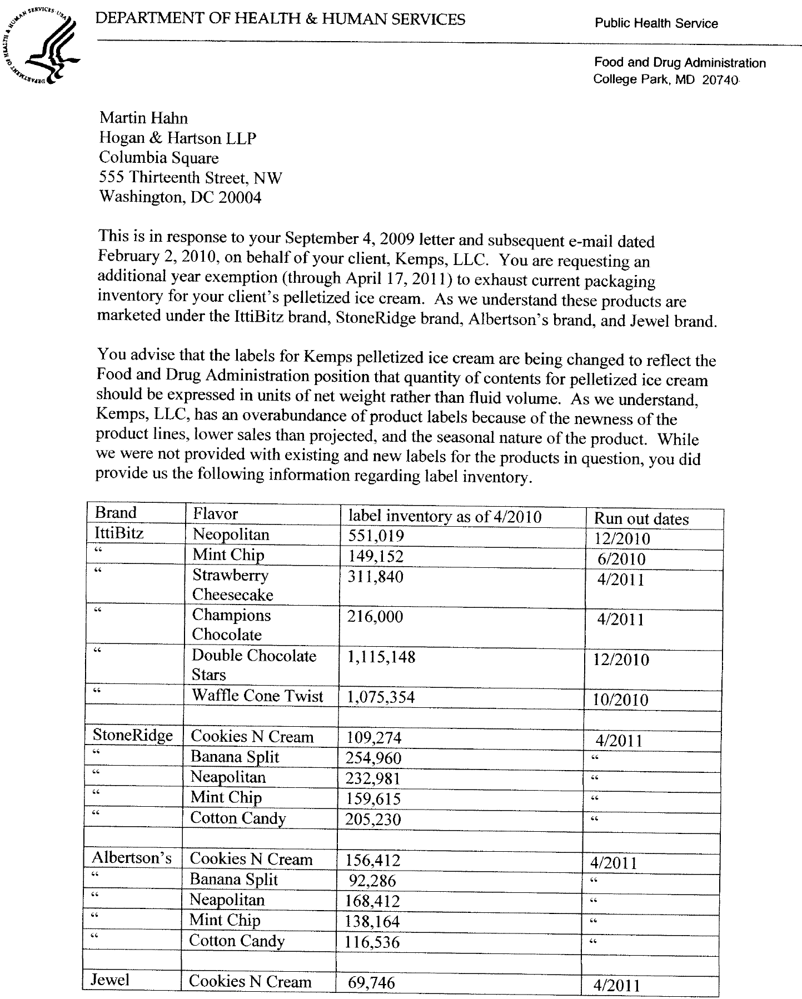 DEPARTMENT OF HEALTH & HUMAN SERVICES
Public Health Service
DEPARTMENT OF HEALTH & HUMAN SERVICES·USA
Food and Drug Administration
College Park, MD 20740
Martin Hahn
Hogan & Hartson LLP
Columbia Square
555 Thirteenth Street, NW
Washington, DC 20004
This is in response to your September 4, 2009 letter and subsequent e-mail dated
February 2, 2010, on behalf of your client, Kemps, LLC. You are requesting an
additional year exemption (through April 17, 2011) to exhaust current packaging
inventory for your client's pelletized ice cream. As we understand these products are
marketed under the IttiBitz brand, StoneRidge brand, Albertson's brand, and Jewel brand.
You advise that the labels for Kemps pelletized ice cream are being changed to reflect the
Food and Drug Administration position that quantity of contents for pelletized ice cream
should be expressed in units of net weight rather than fluid volume. As we understand,
Kemps, LLC, has an overabundance of product labels because of the newness of the
product lines, lower sales than projected, and the seasonal nature of the product. While
we were not provided with existing and new labels for the products in question, you did
provide us the following information regarding label inventory.
Brand Flavor label inventory as of 4/2010 Run out dates
IttiBitz Neopolitan 551,019 12/2010
“ Mint Chip 149,152 6/2010
“ Strawberry 311,840 4/2011
Cheesecake
“ Champions 216,000 4/2011
Chocolate
“ Double Chocolate 1,115,148 12/2010
Stars
“ Waffle Cone Twist 1,075,354 10/2010
StoneRidge Cookies N Cream 109,274 4/2011
“ Banana Split 254,960 “
“ Neapolitan 232,981 “
“ Mint Chip 159,615 “
“ Cotton Candy 205,230 “
Albertson's Cookies N Cream 156,412 4/2011
“ Banana Split 92,286 “
“ Neapolitan 168,412 “
“ Mint Chip 138,164 “
“ Cotton Candy 116,536 “
Jewel Cookies N Cream 69,746 4/2011